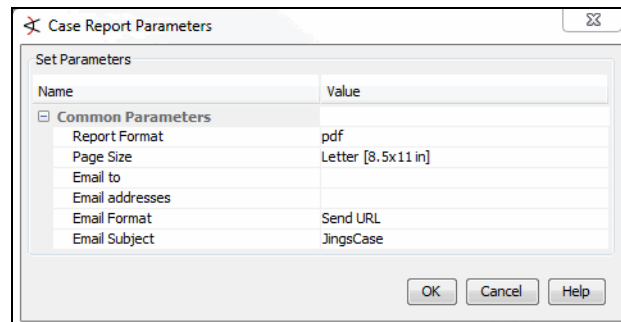 Case Report Parameters
Set Parameters
Name Value
Common Parameters
Report Format pdf
Page Size Letter [8.5x11 in]
Email to
Email addresses
Email Format Send URL
Email Subject JingsCase
OK Cancel Help